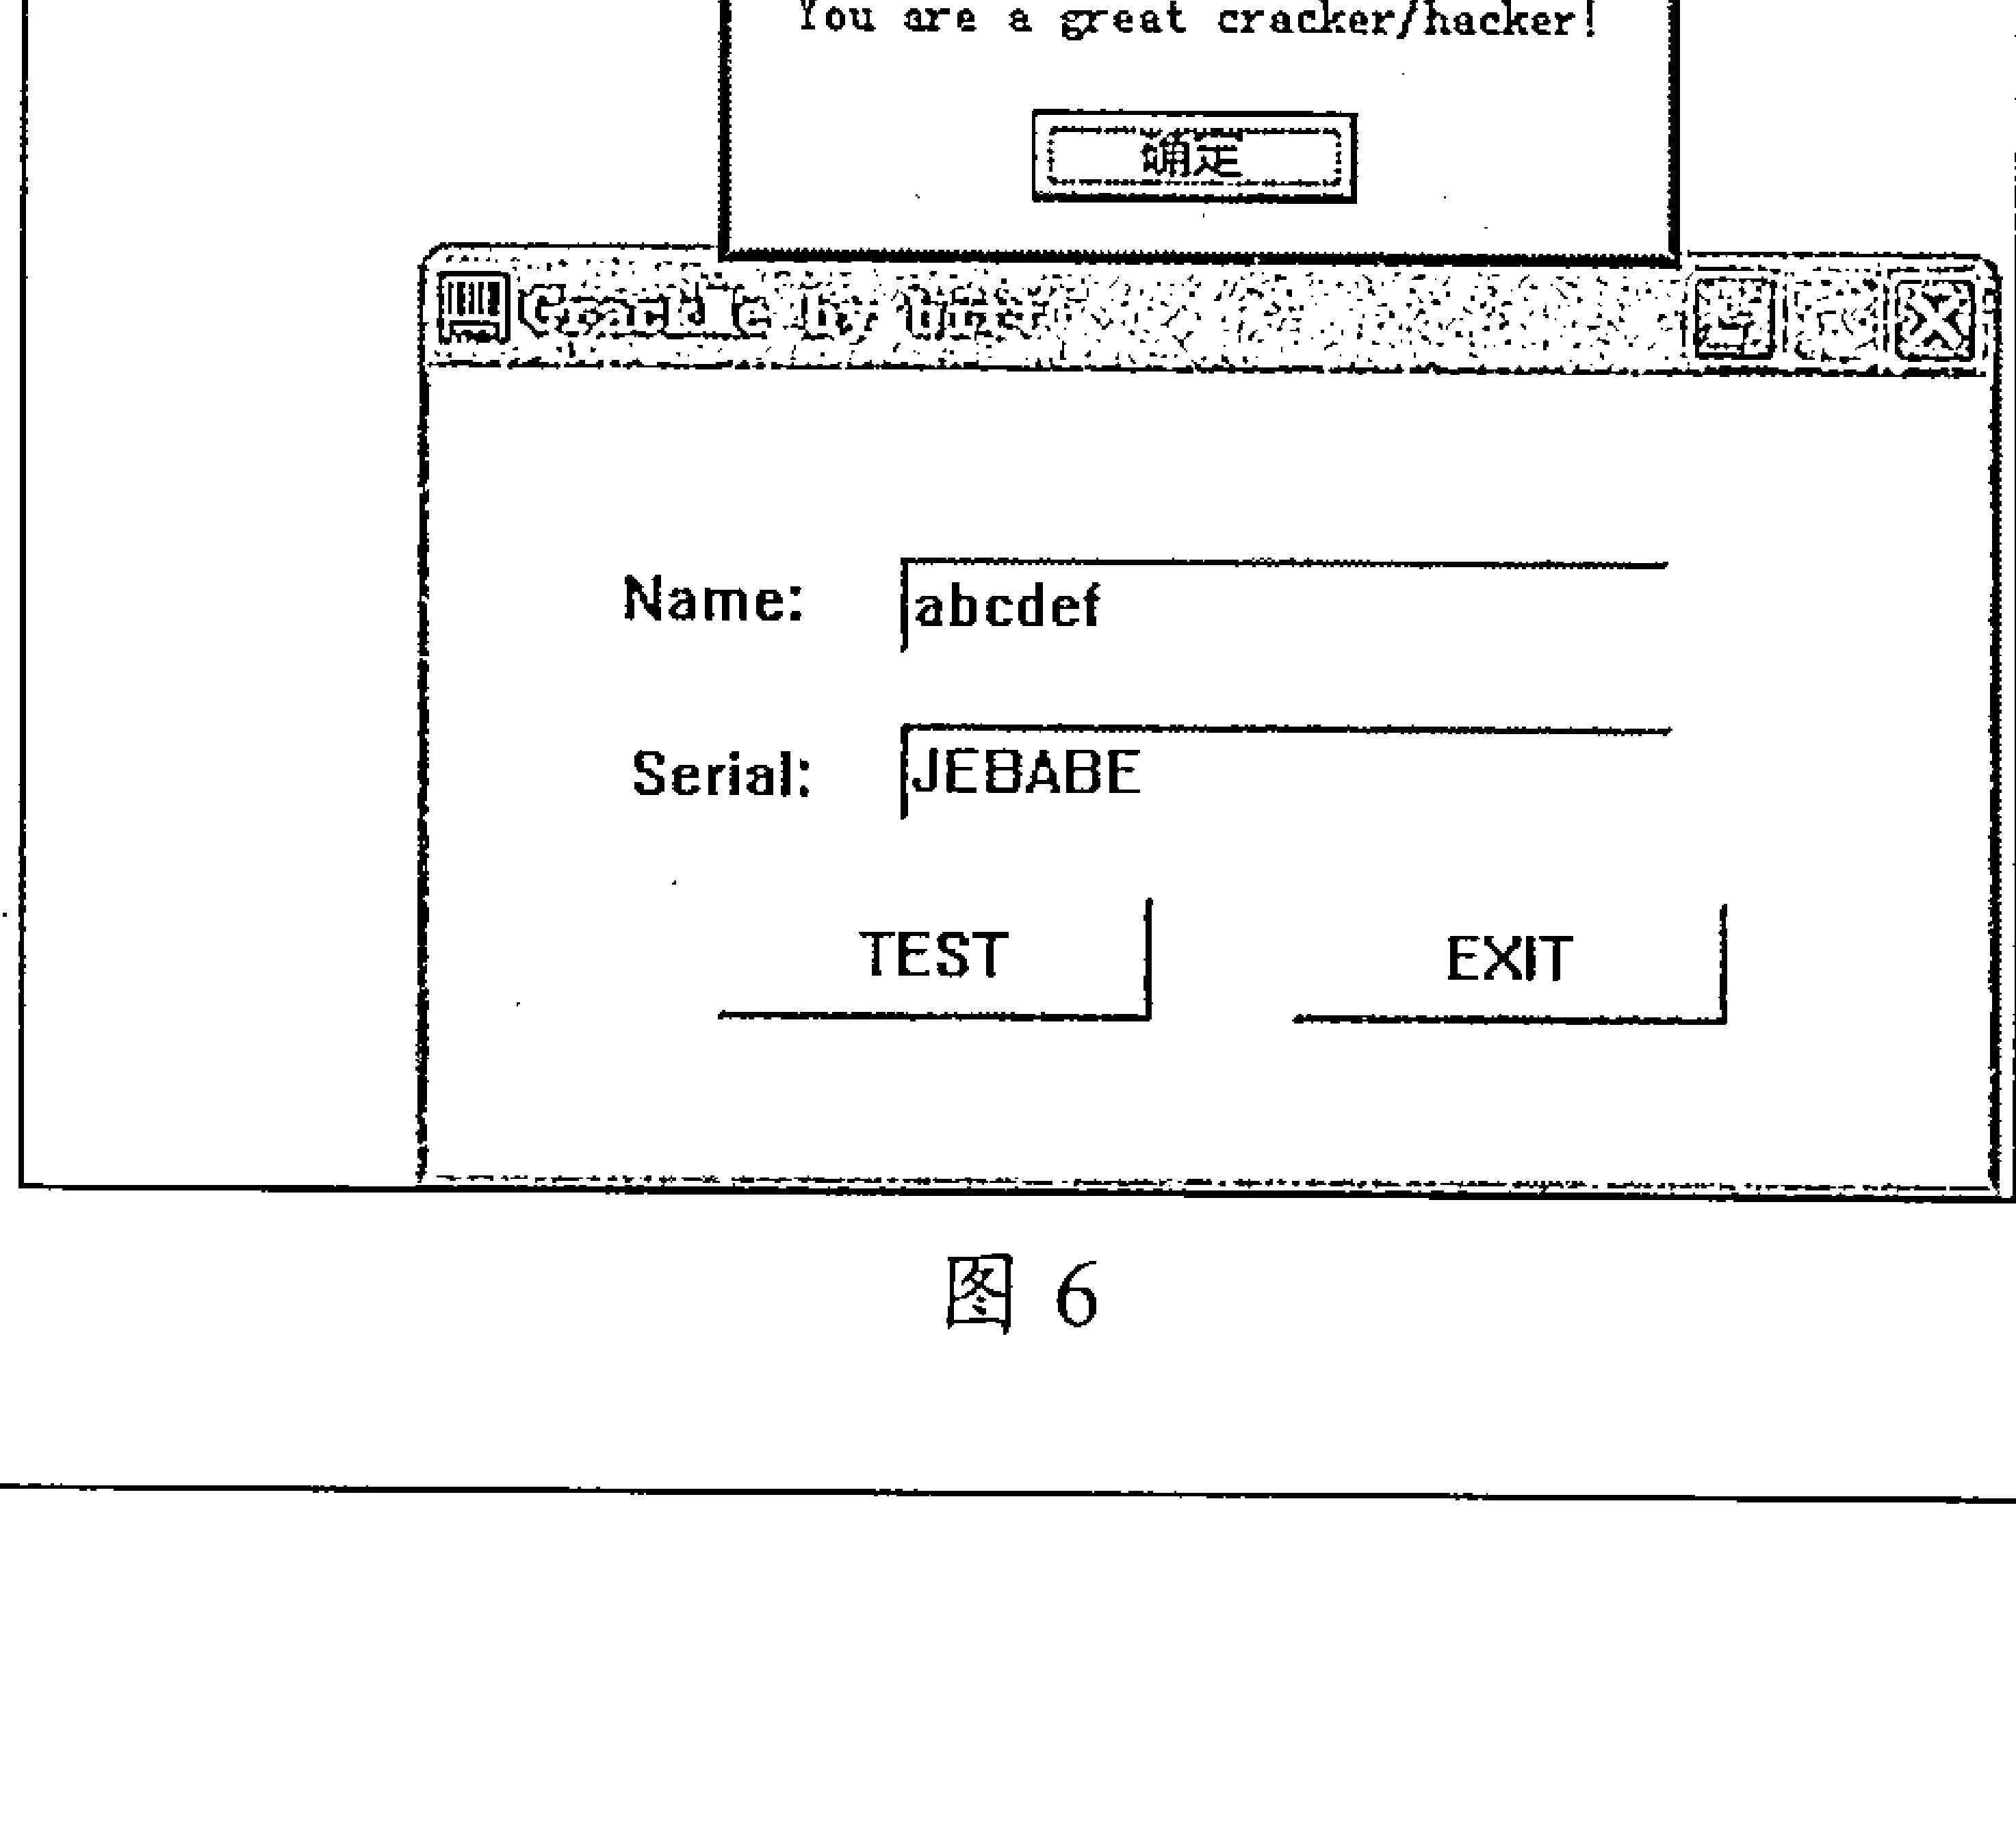 You are a great cracker/hacker!
确定
Name: abcdef
Serial: JEBABE
TEST EXIT
图 6